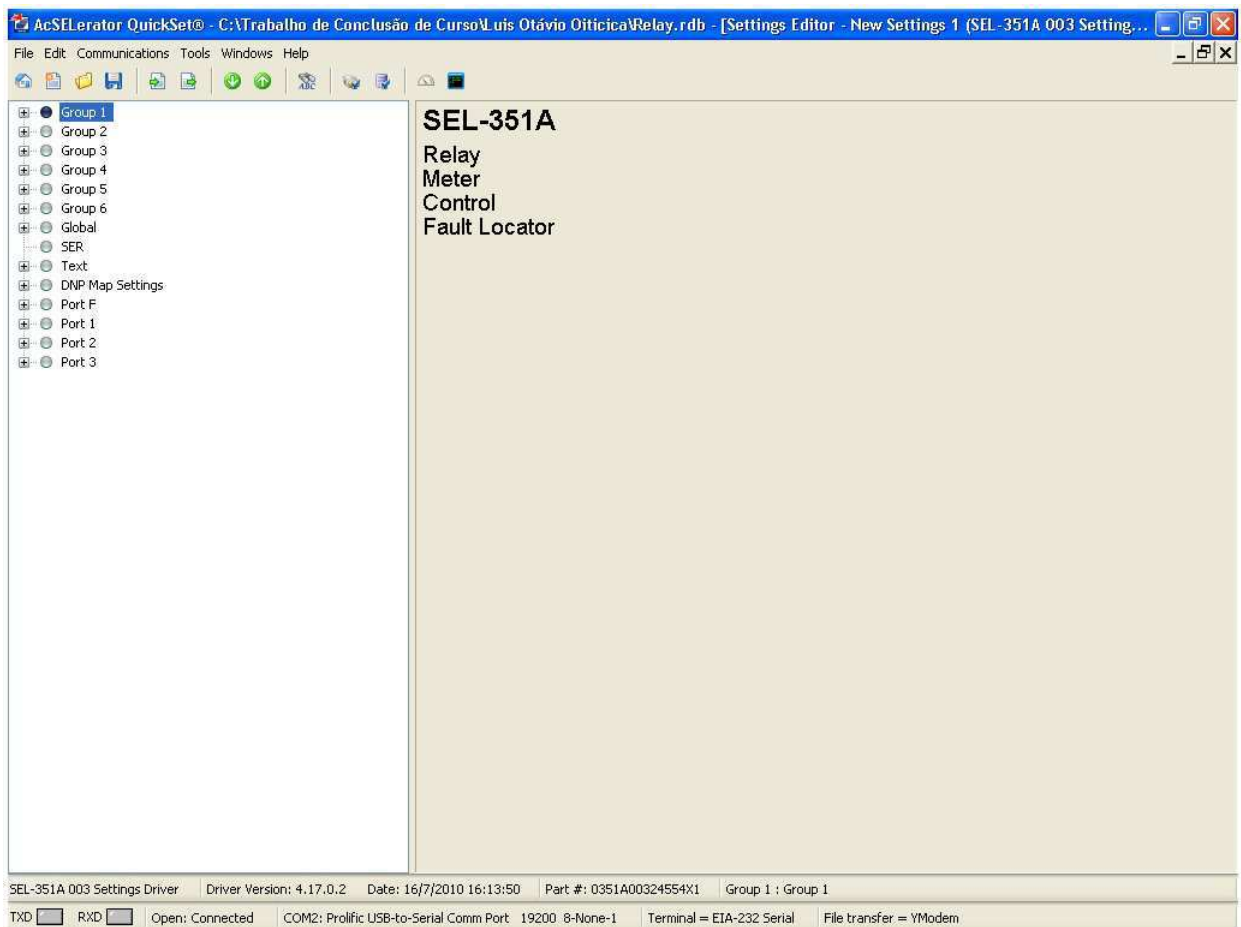 AcSELerator QuickSet® - C:\Trabalho de Conclusão de Curso\Luis Otávio Oiticica\Relay.rdb - [Settings Editor - New Settings 1 (SEL-351A 003 Setting...
File Edit Communications Tools Windows Help
Group 1
Group 2
Group 3
Group 4
Group 5
Group 6
Global
SER
Text
DNP Map Settings
Port F
Port 1
Port 2
Port 3
SEL-351A
Relay
Meter
Control
Fault Locator
SEL-351A 003 Settings Driver Driver Version: 4.17.0.2 Date: 16/7/2010 16:13:50 Part #: 0351A00324554X1 Group 1 : Group 1
TXD RXD Open: Connected COM2: Prolific USB-to-Serial Comm Port 19200 8-None-1 Terminal = EIA-232 Serial File transfer = YModem